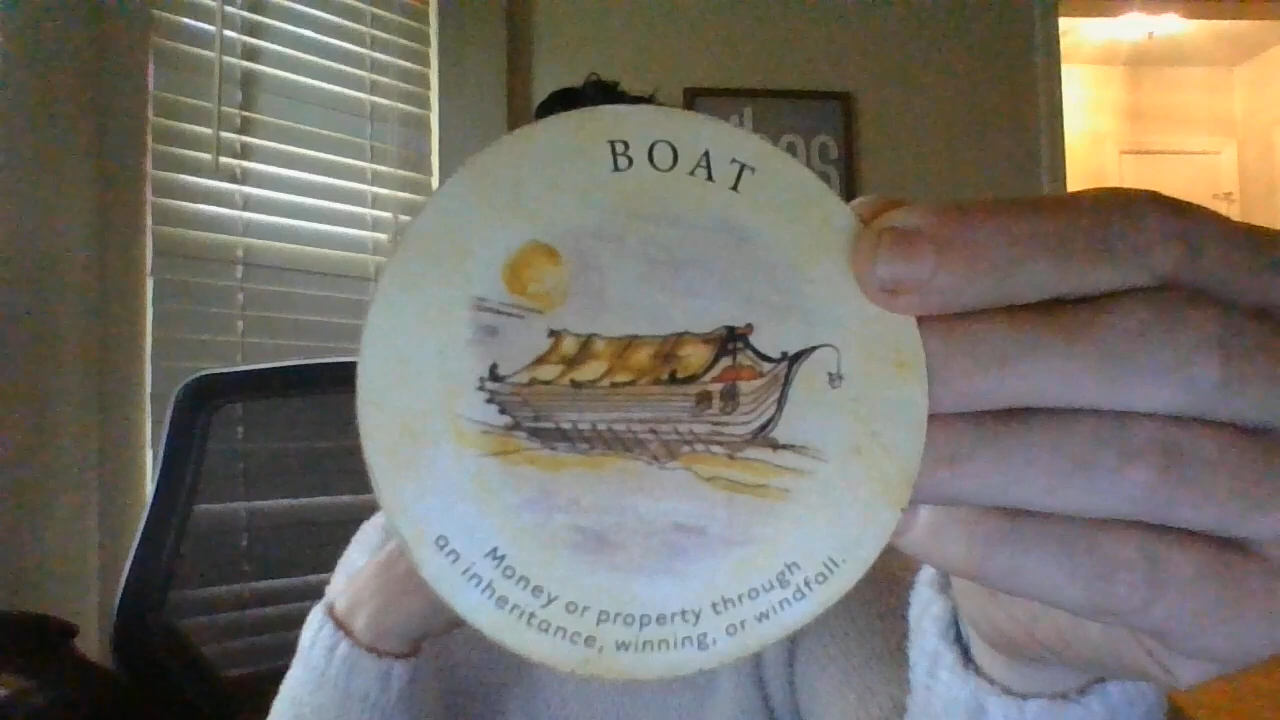 BOAT
Money or property through
an inheritance, winning, or windfall.